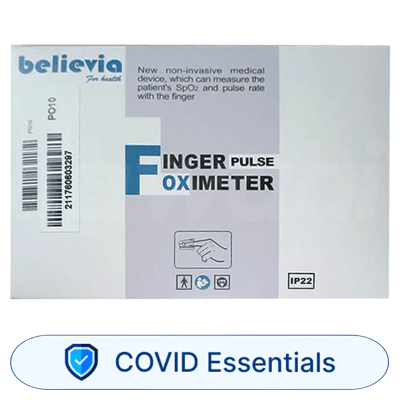 believia
For health
New non-invasive medical
device, which can measure the
patient's SpO2 and pulse rate
with the finger
PO10
PO10
211760803297
FINGER PULSE
OXIMETER
IP22
COVID Essentials